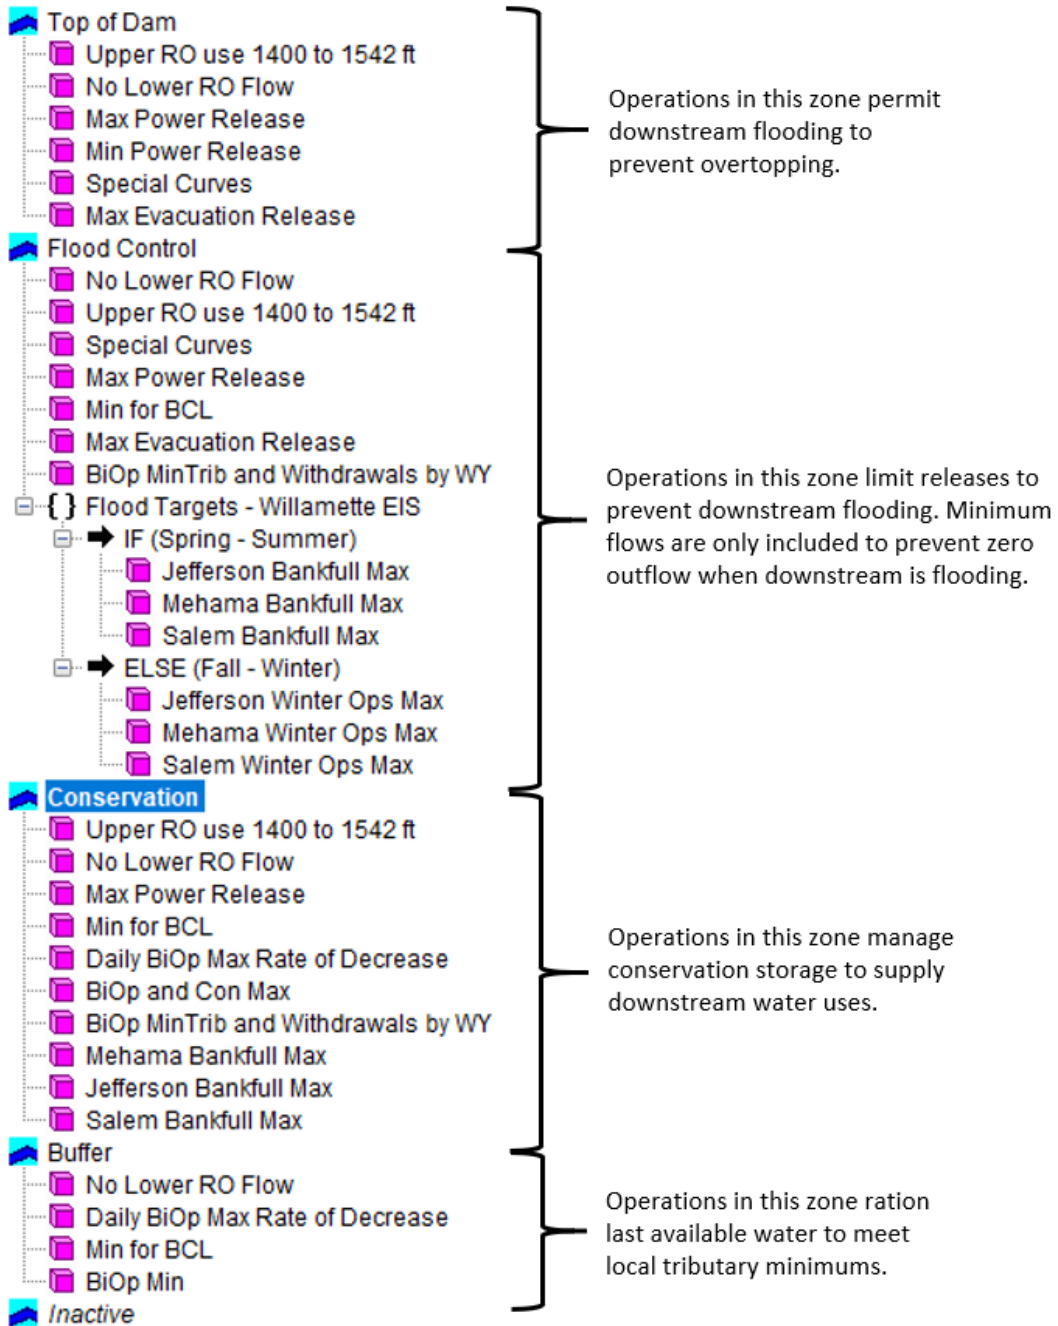 Top of Dam
Upper RO use 1400 to 1542 ft
No Lower RO Flow
Max Power Release
Min Power Release
Special Curves
Max Evacuation Release
Operations in this zone permit
downstream flooding to
prevent overtopping.
Flood Control
No Lower RO Flow
Upper RO use 1400 to 1542 ft
Special Curves
Max Power Release
Min for BCL
Max Evacuation Release
BiOp MinTrib and Withdrawals by WY
{ } Flood Targets - Willamette EIS
IF (Spring - Summer)
Jefferson Bankfull Max
Mehama Bankfull Max
Salem Bankfull Max
ELSE (Fall - Winter)
Jefferson Winter Ops Max
Mehama Winter Ops Max
Salem Winter Ops Max
Operations in this zone limit releases to
prevent downstream flooding. Minimum
flows are only included to prevent zero
outflow when downstream is flooding.
Conservation
Upper RO use 1400 to 1542 ft
No Lower RO Flow
Max Power Release
Min for BCL
Daily BiOp Max Rate of Decrease
BiOp and Con Max
BiOp MinTrib and Withdrawals by WY
Mehama Bankfull Max
Jefferson Bankfull Max
Salem Bankfull Max
Operations in this zone manage
conservation storage to supply
downstream water uses.
Buffer
No Lower RO Flow
Daily BiOp Max Rate of Decrease
Min for BCL
BiOp Min
Operations in this zone ration
last available water to meet
local tributary minimums.
Inactive